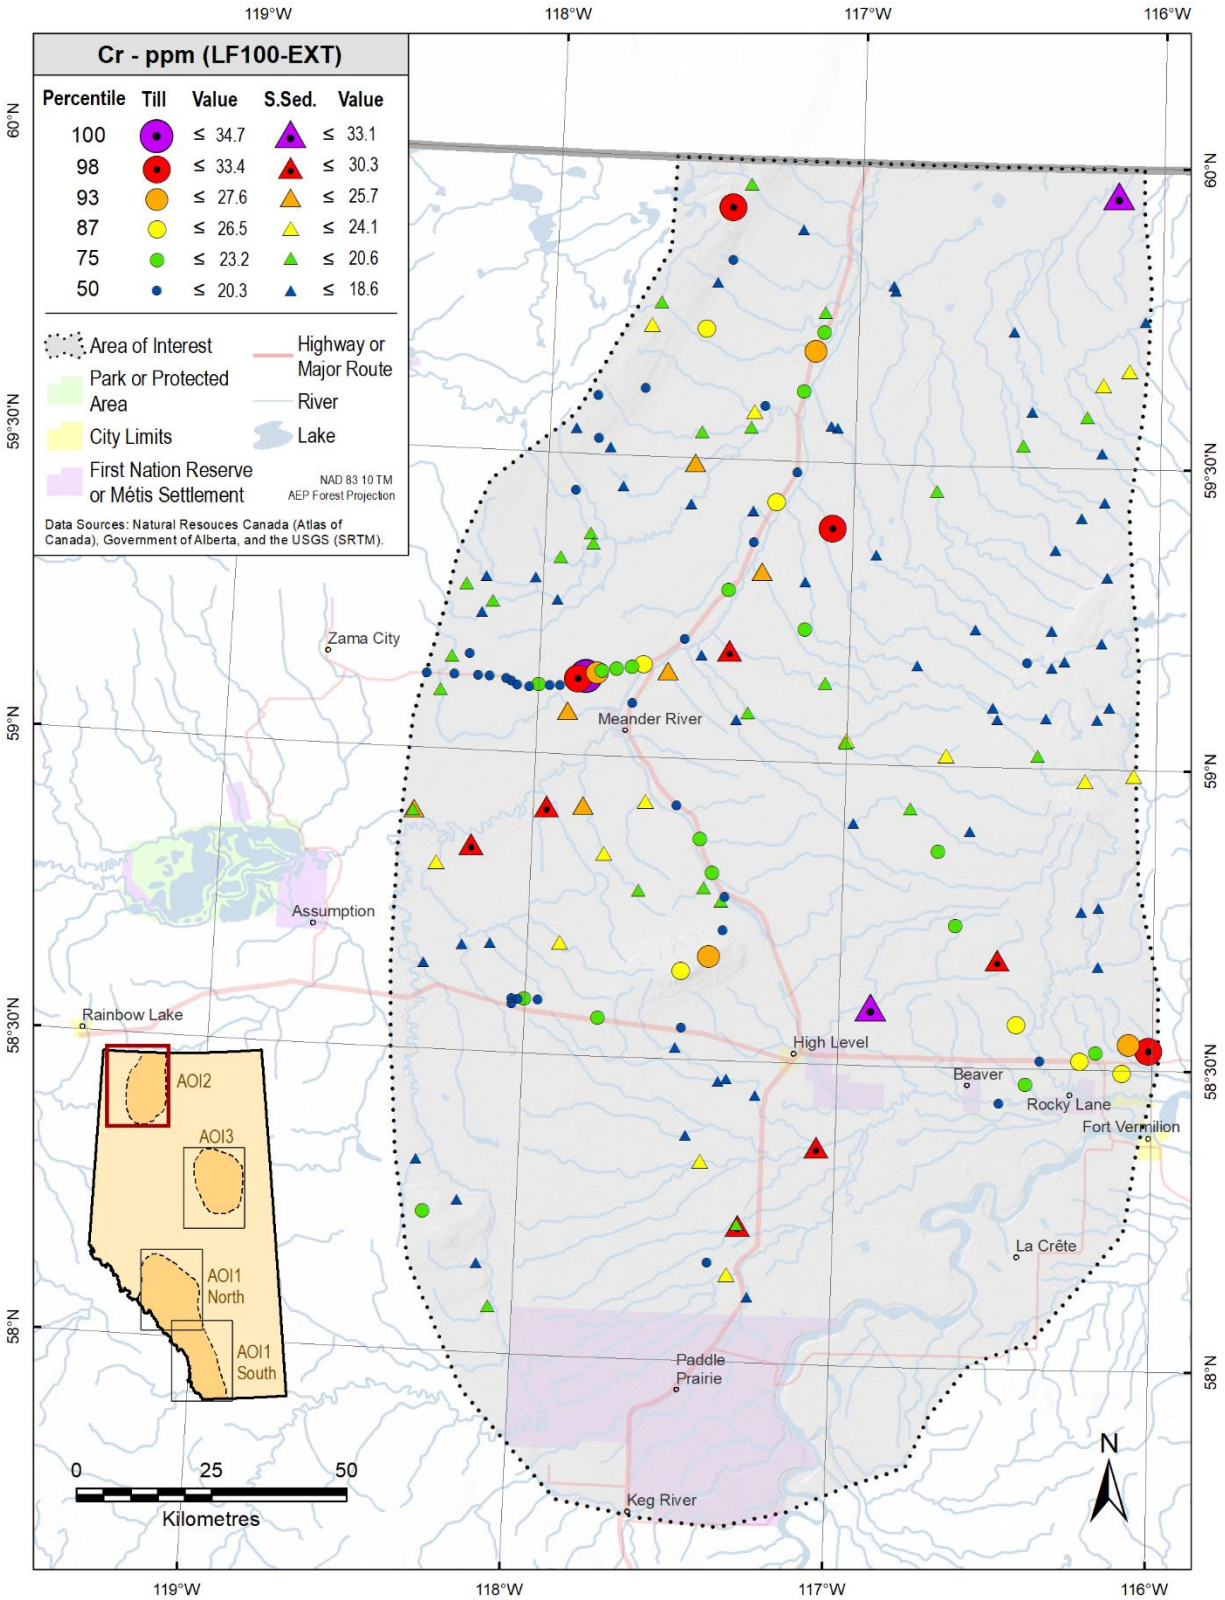 119°W 118°W 117°W 116°W
Cr - ppm (LF100-EXT)
Percentile Till Value S.Sed. Value
100 ≤ 34.7 ≤ 33.1
98 ≤ 33.4 ≤ 30.3
93 ≤ 27.6 ≤ 25.7
87 ≤ 26.5 ≤ 24.1
75 ≤ 23.2 ≤ 20.6
50 ≤ 20.3 ≤ 18.6
Area of Interest
Park or Protected
Area
City Limits
First Nation Reserve
or Métis Settlement
Highway or
Major Route
River
Lake
NAD 83 10 TM
AEP Forest Projection
Data Sources: Natural Resouces Canada (Atlas of
Canada), Government of Alberta, and the USGS (SRTM).
60°N
60°N
59°30'N
59°30'N
Zama City
Meander River
59°N
59°N
Assumption
Rainbow Lake
58°30'N
High Level
58°30'N
Beaver
Rocky Lane
Fort Vermilion
La Crête
AOI2
AOI3
AOI1
North
AOI1
South
58°N
58°N
Paddle
Prairie
Keg River
0 25 50
Kilometres
N
119°W 118°W 117°W 116°W